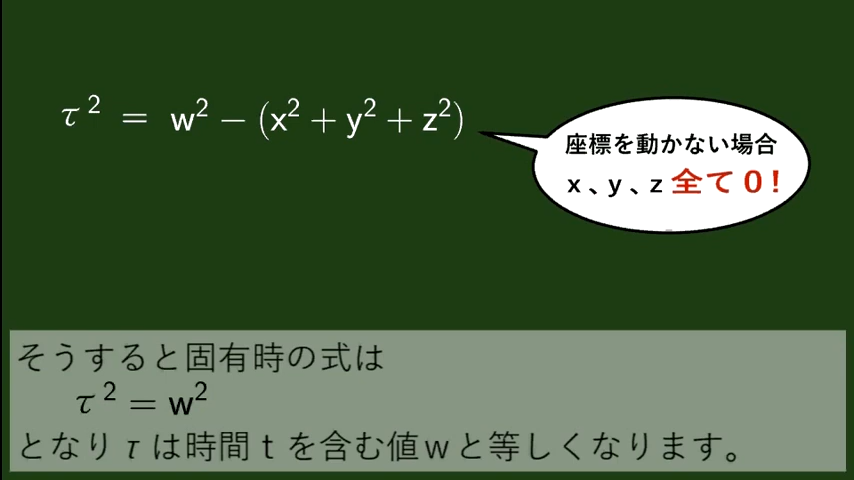 τ² = w² − (x² + y² + z²)
座標を動かない場合
x、y、z 全て0！
そうすると固有時の式は
τ² = w²
となりτは時間tを含む値wと等しくなります。